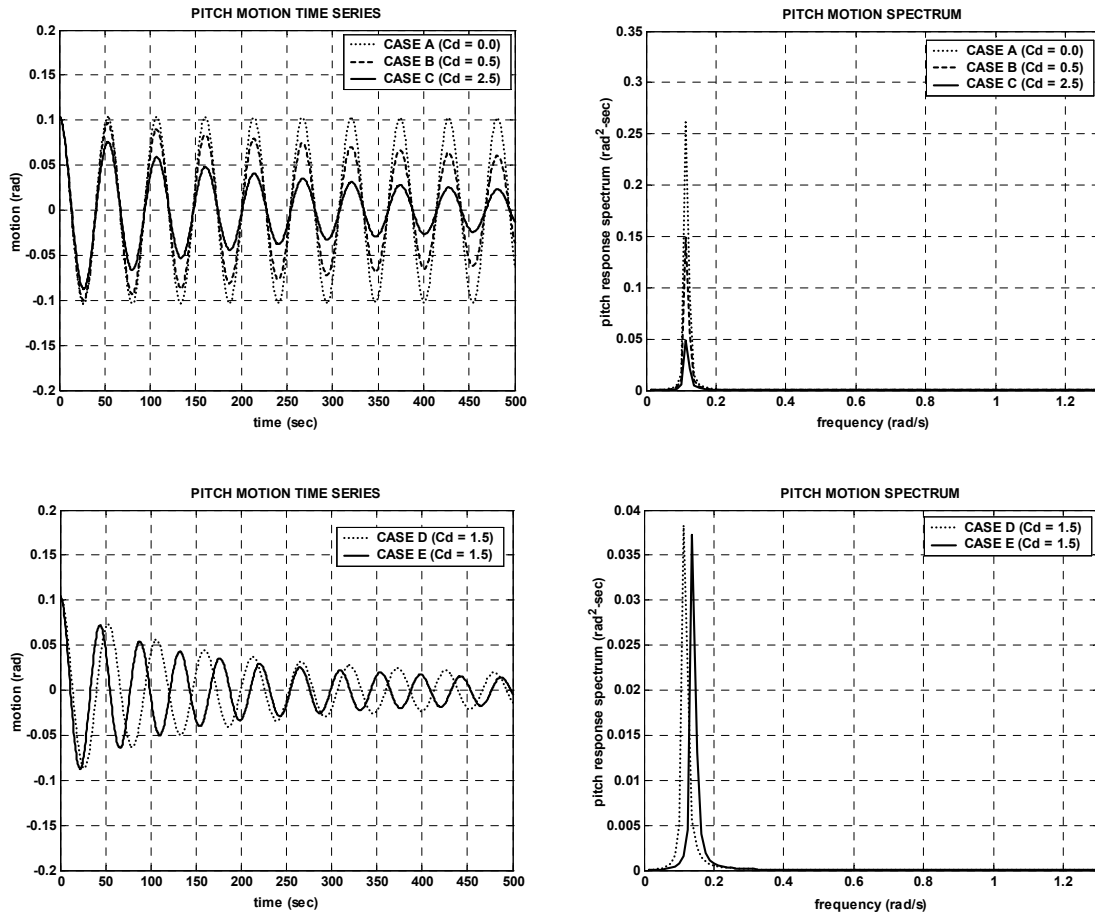 PITCH MOTION TIME SERIES
0.2
0.15
0.1
0.05
0
-0.05
-0.1
-0.15
-0.2
motion (rad)
CASE A (Cd = 0.0)
CASE B (Cd = 0.5)
CASE C (Cd = 2.5)
0 50 100 150 200 250 300 350 400 450 500
time (sec)
PITCH MOTION SPECTRUM
0.35
0.3
0.25
0.2
0.15
0.1
0.05
0
pitch response spectrum (rad²-sec)
CASE A (Cd = 0.0)
CASE B (Cd = 0.5)
CASE C (Cd = 2.5)
0 0.2 0.4 0.6 0.8 1 1.2
frequency (rad/s)
PITCH MOTION TIME SERIES
0.2
0.15
0.1
0.05
0
-0.05
-0.1
-0.15
-0.2
motion (rad)
CASE D (Cd = 1.5)
CASE E (Cd = 1.5)
0 50 100 150 200 250 300 350 400 450 500
time (sec)
PITCH MOTION SPECTRUM
0.04
0.035
0.03
0.025
0.02
0.015
0.01
0.005
0
pitch response spectrum (rad²-sec)
CASE D (Cd = 1.5)
CASE E (Cd = 1.5)
0 0.2 0.4 0.6 0.8 1 1.2
frequency (rad/s)